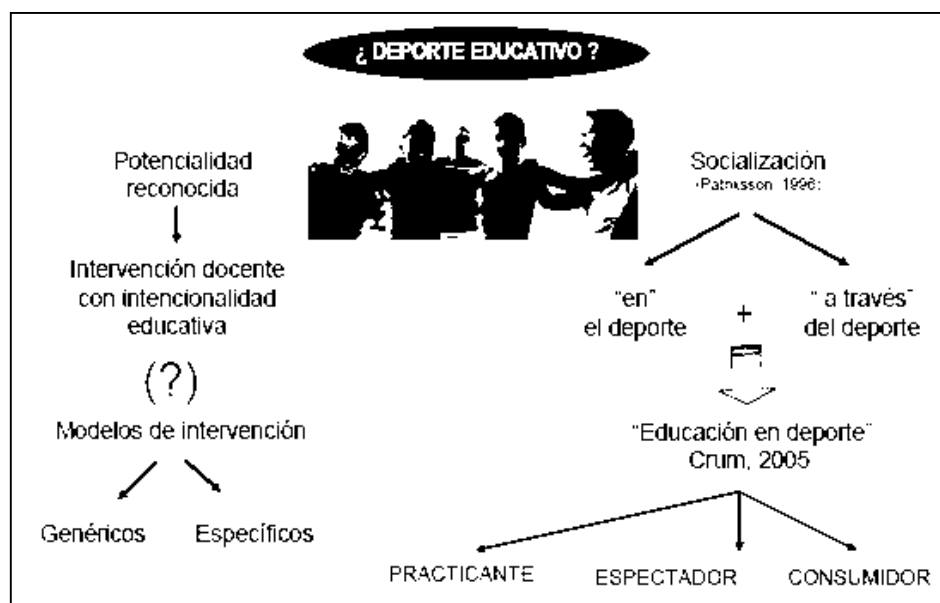 ¿ DEPORTE EDUCATIVO ?
Potencialidad
reconocida
Intervención docente
con intencionalidad
educativa
(?)
Modelos de intervención
Genéricos
Específicos
Socialización
1996
"en"
el deporte
+
" a través"
del deporte
"Educación en deporte"
Crum, 2005
PRACTICANTE
ESPECTADOR
CONSUMIDOR